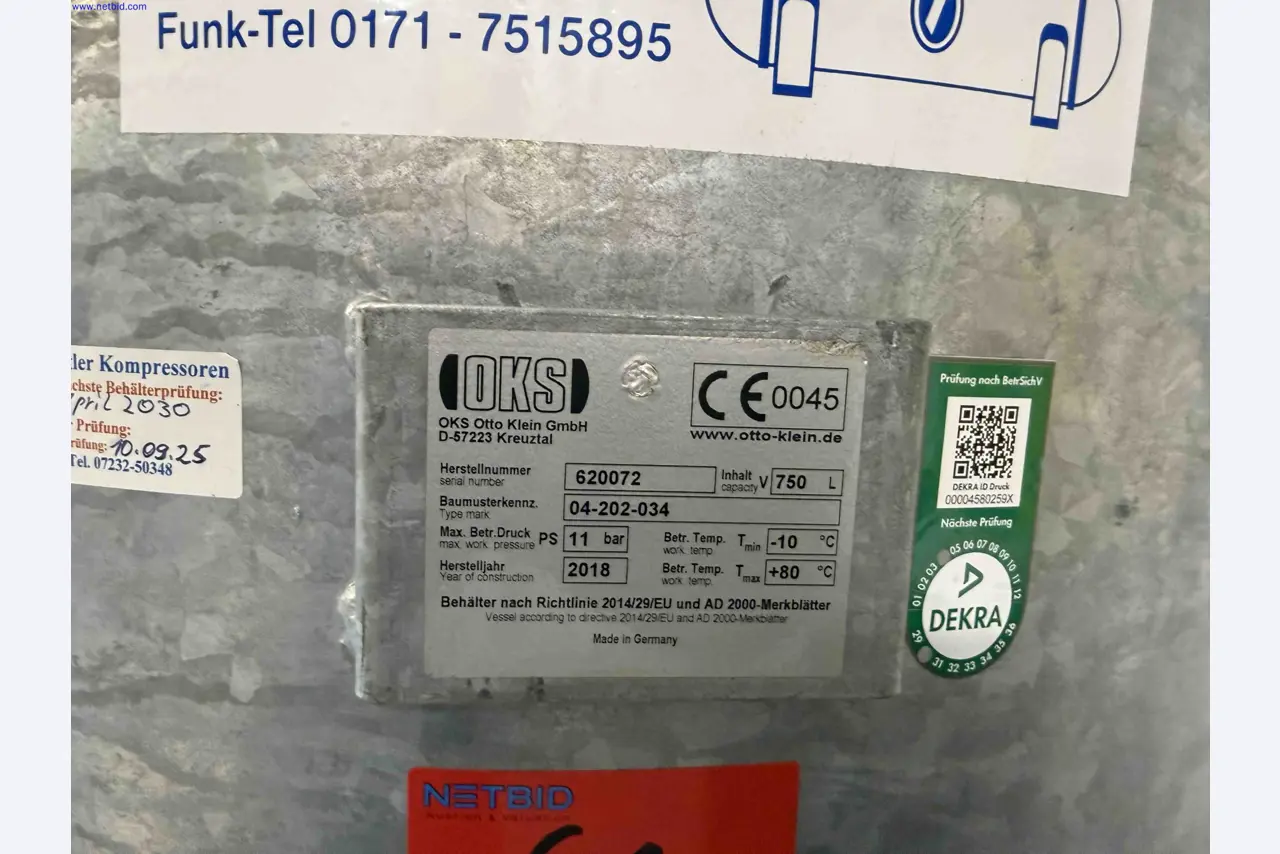 www.netbid.com
Funk-Tel 0171 - 7515895
ler Kompressoren
chste Behälterprüfung:
pril 2030
Prüfung:
rüfung: 10.09.25
Tel. 07232-50348
OKS
OKS Otto Klein GmbH
D-57223 Kreuztal
CE 0045
www.otto-klein.de
Herstellnummer
serial number
620072
Inhalt
capacity
V 750 L
Baumusterkennz.
Type mark
04-202-034
Max. Betr.Druck
max. work. pressure
PS 11 bar
Betr. Temp.
work. temp.
Tmin -10 °C
Herstelljahr
Year of construction
2018
Betr. Temp.
work. temp.
Tmax +80 °C
Behälter nach Richtlinie 2014/29/EU und AD 2000-Merkblätter
Vessel according to directive 2014/29/EU and AD 2000-Merkblätter
Made in Germany
Prüfung nach BetrSichV
DEKRA ID Druck
00004580259X
Nächste Prüfung
01 02 03 05 06 07 08 09 10 11 12
DEKRA
29 31 32 33 34 35 36
NETBID